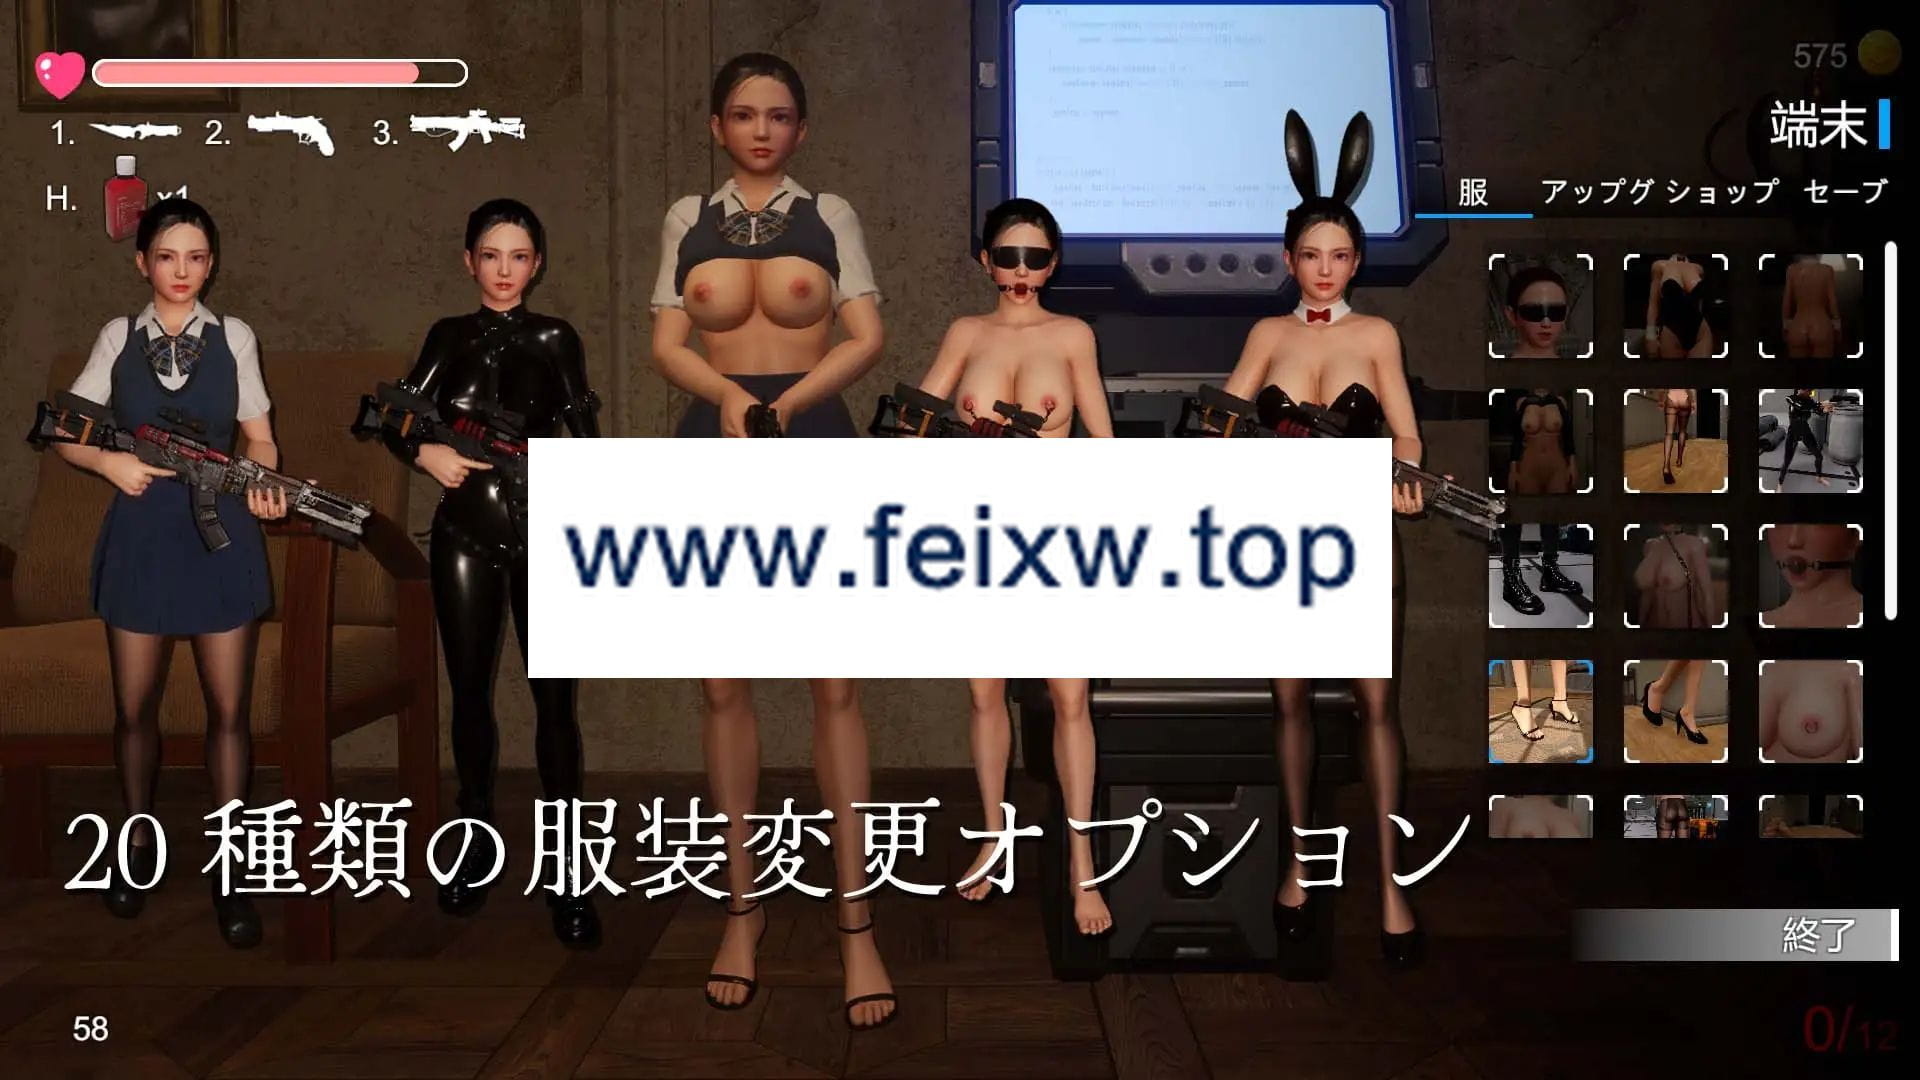 575
1. 2. 3.
端末
H. x1
服 アップグ ショップ セーブ
www.feixw.top
20 種類の服装変更オプション
終了
58
0/12